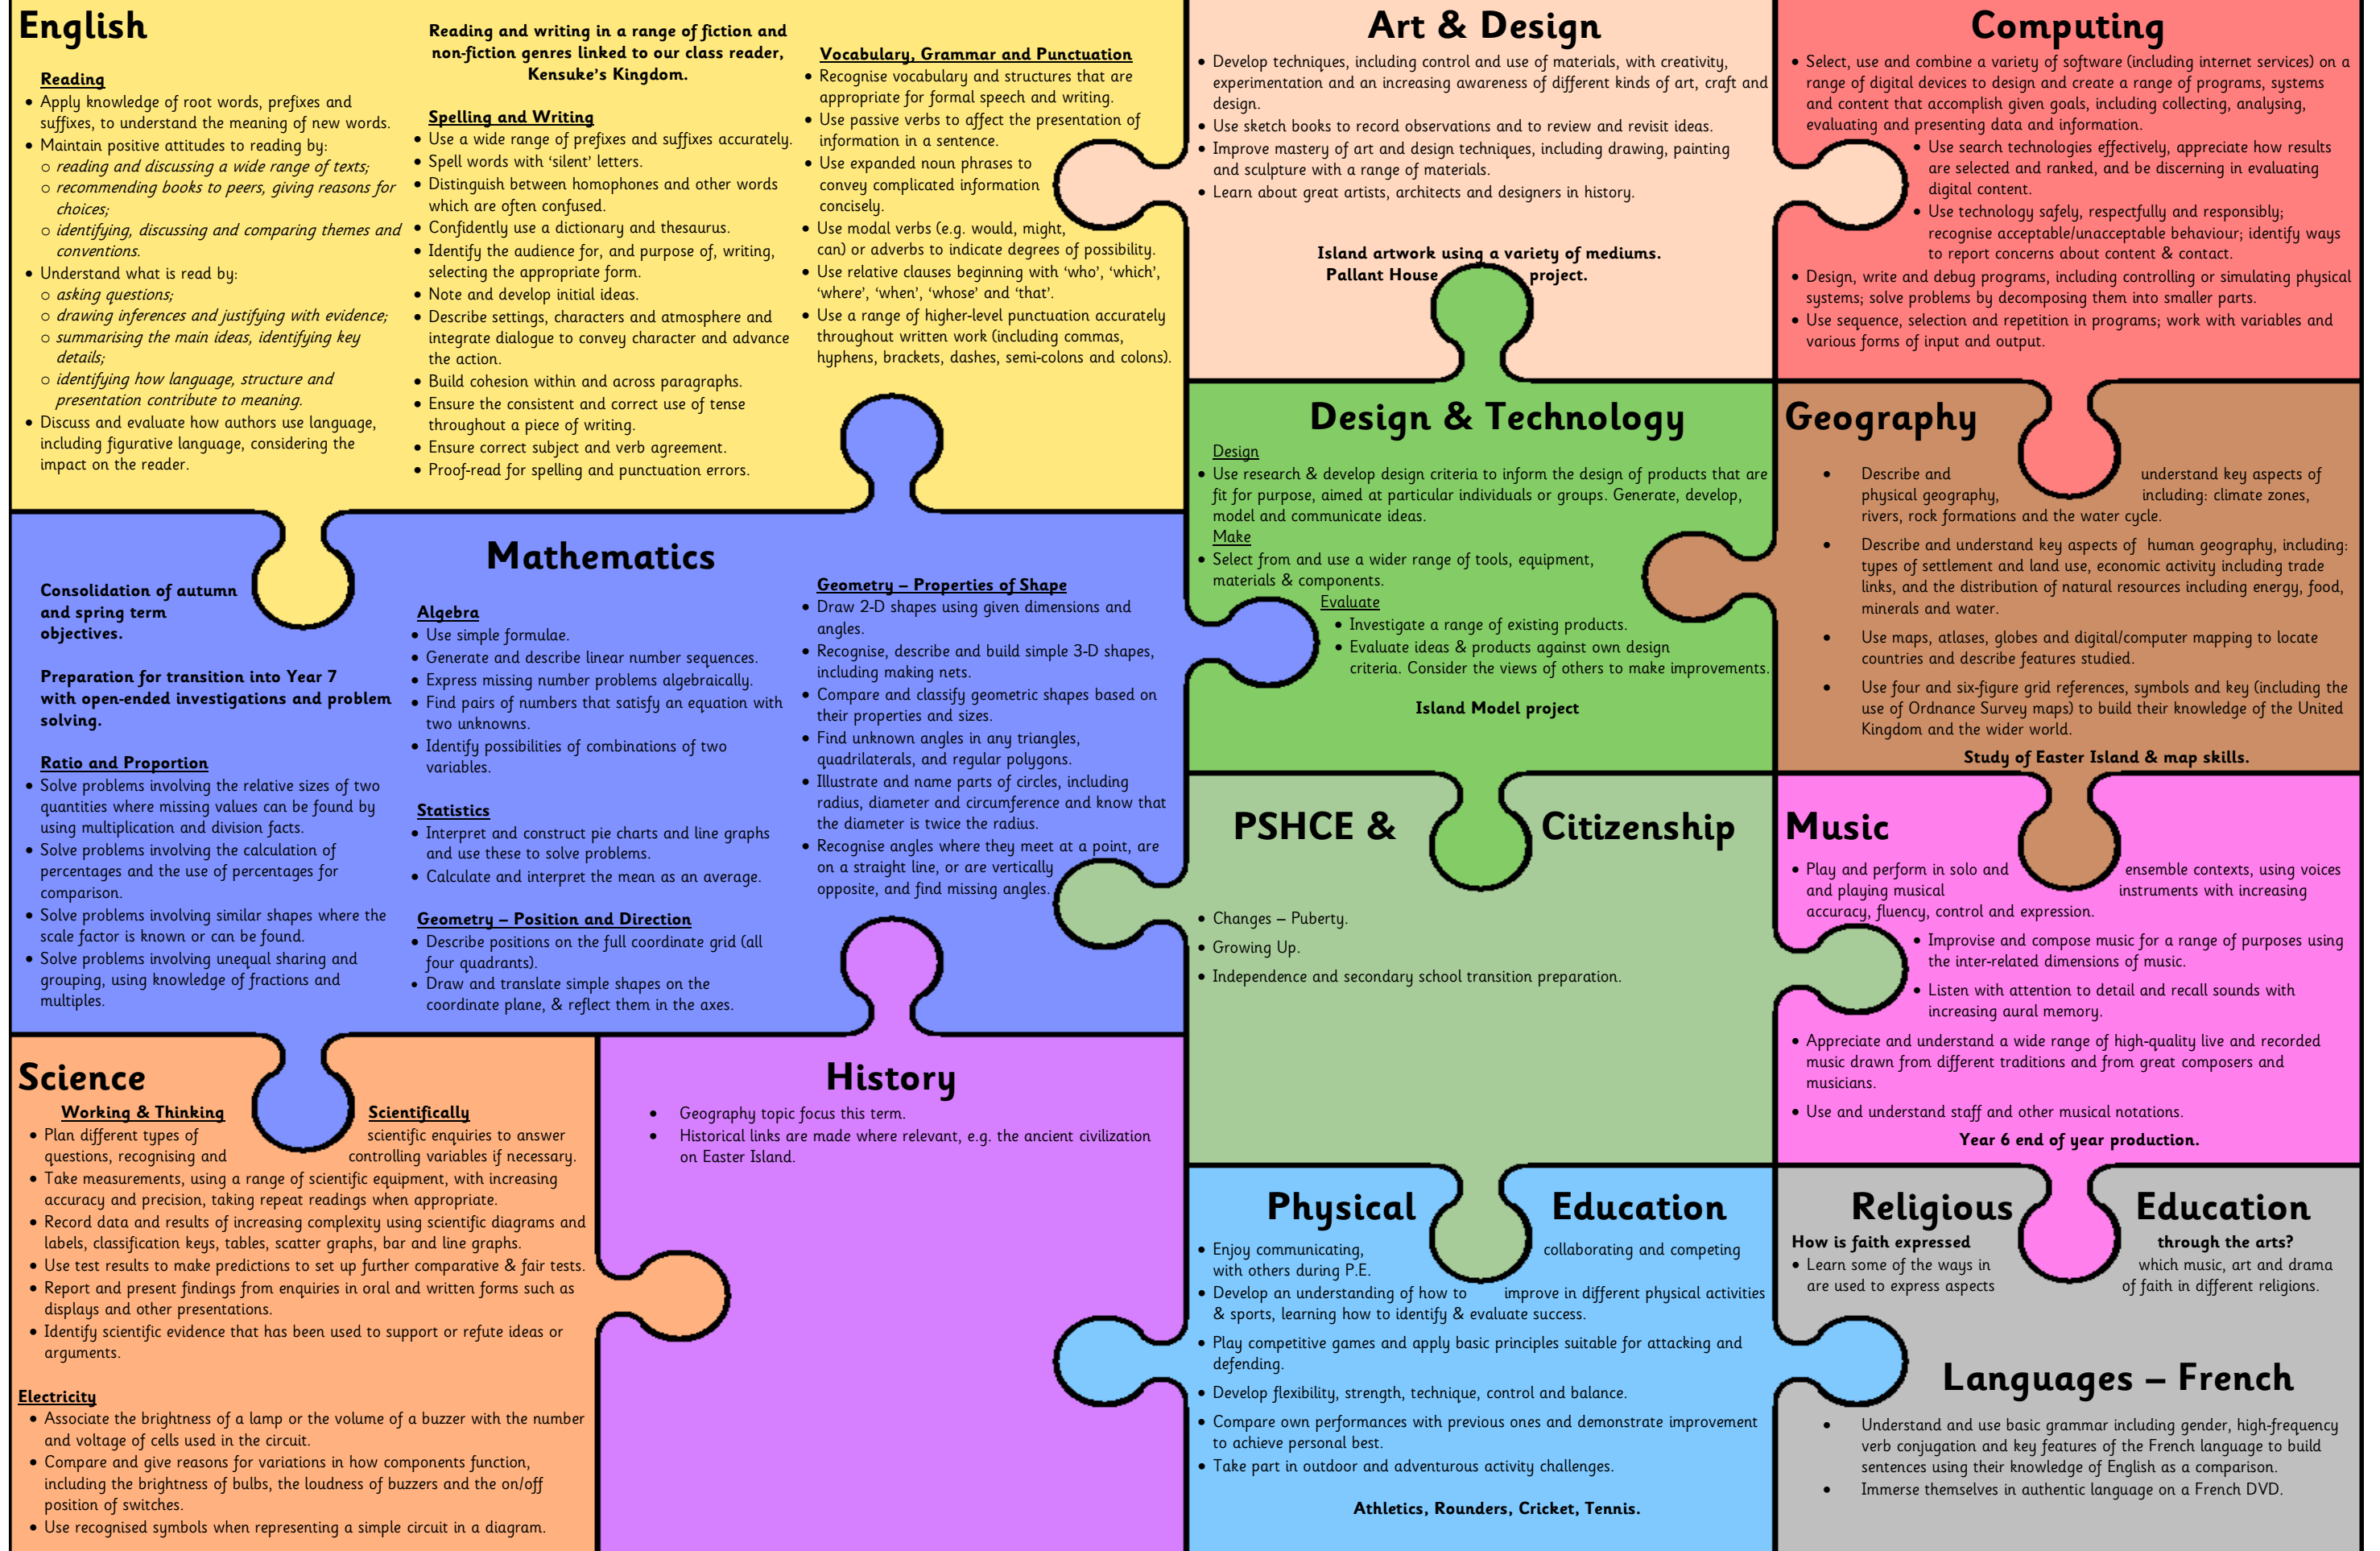 English
Reading
• Apply knowledge of root words, prefixes and
suffixes, to understand the meaning of new words.
• Maintain positive attitudes to reading by:
o reading and discussing a wide range of texts;
o recommending books to peers, giving reasons for
choices;
o identifying, discussing and comparing themes and
conventions.
• Understand what is read by:
o asking questions;
o drawing inferences and justifying with evidence;
o summarising the main ideas, identifying key
details;
o identifying how language, structure and
presentation contribute to meaning.
• Discuss and evaluate how authors use language,
including figurative language, considering the
impact on the reader.
Reading and writing in a range of fiction and
non-fiction genres linked to our class reader,
Kensuke's Kingdom.
Spelling and Writing
• Use a wide range of prefixes and suffixes accurately.
• Spell words with 'silent' letters.
• Distinguish between homophones and other words
which are often confused.
• Confidently use a dictionary and thesaurus.
• Identify the audience for, and purpose of, writing,
selecting the appropriate form.
• Note and develop initial ideas.
• Describe settings, characters and atmosphere and
integrate dialogue to convey character and advance
the action.
• Build cohesion within and across paragraphs.
• Ensure the consistent and correct use of tense
throughout a piece of writing.
• Ensure correct subject and verb agreement.
• Proof-read for spelling and punctuation errors.
Vocabulary, Grammar and Punctuation
• Recognise vocabulary and structures that are
appropriate for formal speech and writing.
• Use passive verbs to affect the presentation of
information in a sentence.
• Use expanded noun phrases to
convey complicated information
concisely.
• Use modal verbs (e.g. would, might,
can) or adverbs to indicate degrees of possibility.
• Use relative clauses beginning with 'who', 'which',
'where', 'when', 'whose' and 'that'.
• Use a range of higher-level punctuation accurately
throughout written work (including commas,
hyphens, brackets, dashes, semi-colons and colons).
Art & Design
• Develop techniques, including control and use of materials, with creativity,
experimentation and an increasing awareness of different kinds of art, craft and
design.
• Use sketch books to record observations and to review and revisit ideas.
• Improve mastery of art and design techniques, including drawing, painting
and sculpture with a range of materials.
• Learn about great artists, architects and designers in history.
Island artwork using a variety of mediums.
Pallant House project.
Computing
• Select, use and combine a variety of software (including internet services) on a
range of digital devices to design and create a range of programs, systems
and content that accomplish given goals, including collecting, analysing,
evaluating and presenting data and information.
• Use search technologies effectively, appreciate how results
are selected and ranked, and be discerning in evaluating
digital content.
• Use technology safely, respectfully and responsibly;
recognise acceptable/unacceptable behaviour; identify ways
to report concerns about content & contact.
• Design, write and debug programs, including controlling or simulating physical
systems; solve problems by decomposing them into smaller parts.
• Use sequence, selection and repetition in programs; work with variables and
various forms of input and output.
Mathematics
Consolidation of autumn
and spring term
objectives.
Preparation for transition into Year 7
with open-ended investigations and problem
solving.
Ratio and Proportion
• Solve problems involving the relative sizes of two
quantities where missing values can be found by
using multiplication and division facts.
• Solve problems involving the calculation of
percentages and the use of percentages for
comparison.
• Solve problems involving similar shapes where the
scale factor is known or can be found.
• Solve problems involving unequal sharing and
grouping, using knowledge of fractions and
multiples.
Algebra
• Use simple formulae.
• Generate and describe linear number sequences.
• Express missing number problems algebraically.
• Find pairs of numbers that satisfy an equation with
two unknowns.
• Identify possibilities of combinations of two
variables.
Statistics
• Interpret and construct pie charts and line graphs
and use these to solve problems.
• Calculate and interpret the mean as an average.
Geometry – Position and Direction
• Describe positions on the full coordinate grid (all
four quadrants).
• Draw and translate simple shapes on the
coordinate plane, & reflect them in the axes.
Geometry – Properties of Shape
• Draw 2-D shapes using given dimensions and
angles.
• Recognise, describe and build simple 3-D shapes,
including making nets.
• Compare and classify geometric shapes based on
their properties and sizes.
• Find unknown angles in any triangles,
quadrilaterals, and regular polygons.
• Illustrate and name parts of circles, including
radius, diameter and circumference and know that
the diameter is twice the radius.
• Recognise angles where they meet at a point, are
on a straight line, or are vertically
opposite, and find missing angles.
Design & Technology
Design
• Use research & develop design criteria to inform the design of products that are
fit for purpose, aimed at particular individuals or groups. Generate, develop,
model and communicate ideas.
Make
• Select from and use a wider range of tools, equipment,
materials & components.
Evaluate
• Investigate a range of existing products.
• Evaluate ideas & products against own design
criteria. Consider the views of others to make improvements.
Island Model project
Geography
• Describe and understand key aspects of
physical geography, including: climate zones,
rivers, rock formations and the water cycle.
• Describe and understand key aspects of human geography, including:
types of settlement and land use, economic activity including trade
links, and the distribution of natural resources including energy, food,
minerals and water.
• Use maps, atlases, globes and digital/computer mapping to locate
countries and describe features studied.
• Use four and six-figure grid references, symbols and key (including the
use of Ordnance Survey maps) to build their knowledge of the United
Kingdom and the wider world.
Study of Easter Island & map skills.
PSHCE & Citizenship
• Changes – Puberty.
• Growing Up.
• Independence and secondary school transition preparation.
Music
• Play and perform in solo and ensemble contexts, using voices
and playing musical instruments with increasing
accuracy, fluency, control and expression.
• Improvise and compose music for a range of purposes using
the inter-related dimensions of music.
• Listen with attention to detail and recall sounds with
increasing aural memory.
• Appreciate and understand a wide range of high-quality live and recorded
music drawn from different traditions and from great composers and
musicians.
• Use and understand staff and other musical notations.
Year 6 end of year production.
Science
Working & Thinking Scientifically
• Plan different types of scientific enquiries to answer
questions, recognising and controlling variables if necessary.
• Take measurements, using a range of scientific equipment, with increasing
accuracy and precision, taking repeat readings when appropriate.
• Record data and results of increasing complexity using scientific diagrams and
labels, classification keys, tables, scatter graphs, bar and line graphs.
• Use test results to make predictions to set up further comparative & fair tests.
• Report and present findings from enquiries in oral and written forms such as
displays and other presentations.
• Identify scientific evidence that has been used to support or refute ideas or
arguments.
Electricity
• Associate the brightness of a lamp or the volume of a buzzer with the number
and voltage of cells used in the circuit.
• Compare and give reasons for variations in how components function,
including the brightness of bulbs, the loudness of buzzers and the on/off
position of switches.
• Use recognised symbols when representing a simple circuit in a diagram.
History
• Geography topic focus this term.
• Historical links are made where relevant, e.g. the ancient civilization
on Easter Island.
Physical Education
• Enjoy communicating, collaborating and competing
with others during P.E.
• Develop an understanding of how to improve in different physical activities
& sports, learning how to identify & evaluate success.
• Play competitive games and apply basic principles suitable for attacking and
defending.
• Develop flexibility, strength, technique, control and balance.
• Compare own performances with previous ones and demonstrate improvement
to achieve personal best.
• Take part in outdoor and adventurous activity challenges.
Athletics, Rounders, Cricket, Tennis.
Religious Education
How is faith expressed through the arts?
• Learn some of the ways in which music, art and drama
are used to express aspects of faith in different religions.
Languages – French
• Understand and use basic grammar including gender, high-frequency
verb conjugation and key features of the French language to build
sentences using their knowledge of English as a comparison.
• Immerse themselves in authentic language on a French DVD.